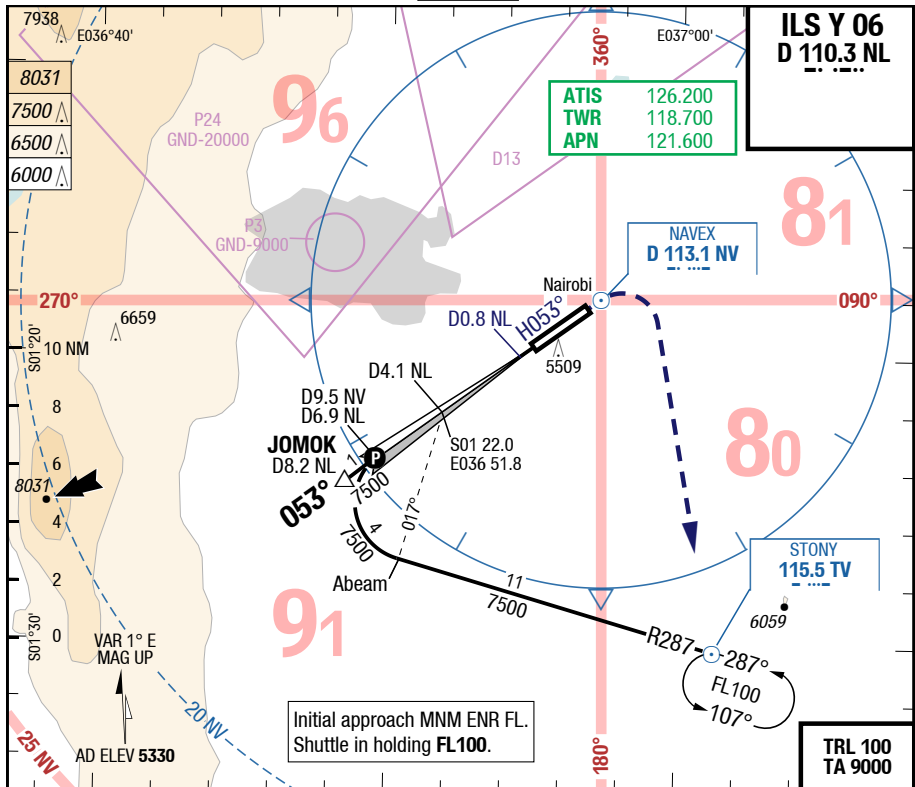 7938
E036°40'
360°
E037°00'
ILS Y 06
D 110.3 NL
8031
7500
6500
6000
96
ATIS 126.200
TWR 118.700
APN 121.600
P24
GND-20000
D13
81
P3
GND-9000
NAVEX
D 113.1 NV
Nairobi
270°
090°
6659
D0.8 NL
H053°
S01°20'
10 NM
5509
D4.1 NL
D9.5 NV
D6.9 NL
8
S01 22.0
E036 51.8
JOMOK
D8.2 NL
1
P
80
6
7500
8031
053°
017°
4
4
7500
STONY
115.5 TV
2
Abeam
11
7500
6059
91
S01°30'
0
R287
287°
VAR 1° E
MAG UP
FL100
107°
20 NV
Initial approach MNM ENR FL.
Shuttle in holding FL100.
25 NV
AD ELEV 5330
180°
TRL 100
TA 9000